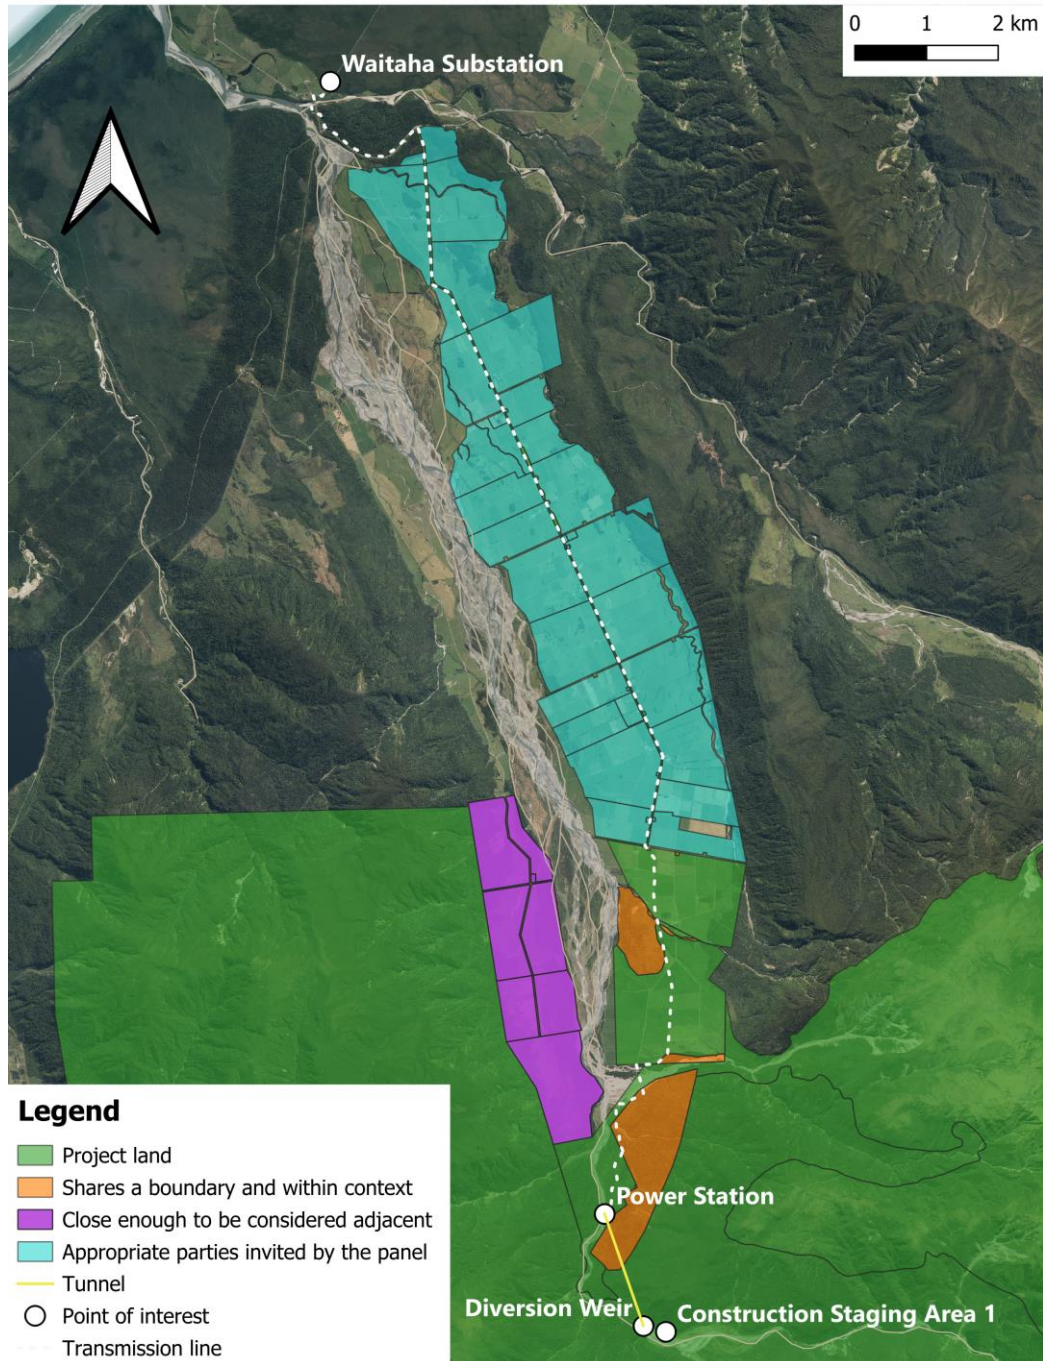 0 1 2 km
Waitaha Substation
Power Station
Diversion Weir
Construction Staging Area 1
Legend
Project land
Shares a boundary and within context
Close enough to be considered adjacent
Appropriate parties invited by the panel
Tunnel
Point of interest
Transmission line